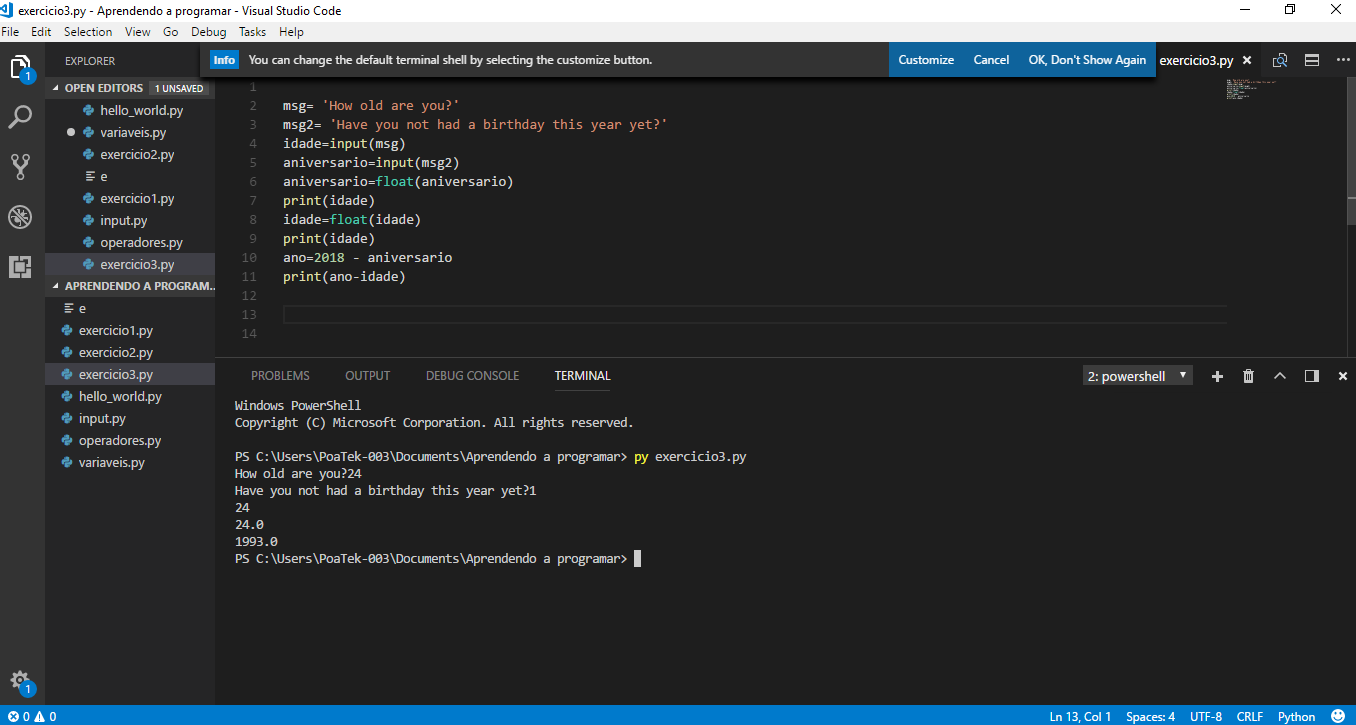 exercicio3.py - Aprendendo a programar - Visual Studio Code
File Edit Selection View Go Debug Tasks Help
EXPLORER
Info You can change the default terminal shell by selecting the customize button. Customize Cancel OK, Don't Show Again
exercicio3.py
1
OPEN EDITORS 1 UNSAVED
hello_world.py
variaveis.py
exercicio2.py
e
exercicio1.py
input.py
operadores.py
exercicio3.py
APRENDENDO A PROGRAM...
e
exercicio1.py
exercicio2.py
exercicio3.py
hello_world.py
input.py
operadores.py
variaveis.py
1
1
2 msg= 'How old are you?'
3 msg2= 'Have you not had a birthday this year yet?'
4 idade=input(msg)
5 aniversario=input(msg2)
6 aniversario=float(aniversario)
7 print(idade)
8 idade=float(idade)
9 print(idade)
10 ano=2018 - aniversario
11 print(ano-idade)
12
13
14
PROBLEMS OUTPUT DEBUG CONSOLE TERMINAL 2: powershell
Windows PowerShell
Copyright (C) Microsoft Corporation. All rights reserved.
PS C:\Users\PoaTek-003\Documents\Aprendendo a programar> py exercicio3.py
How old are you?24
Have you not had a birthday this year yet?1
24
24.0
1993.0
PS C:\Users\PoaTek-003\Documents\Aprendendo a programar>
0 0 Ln 13, Col 1 Spaces: 4 UTF-8 CRLF Python